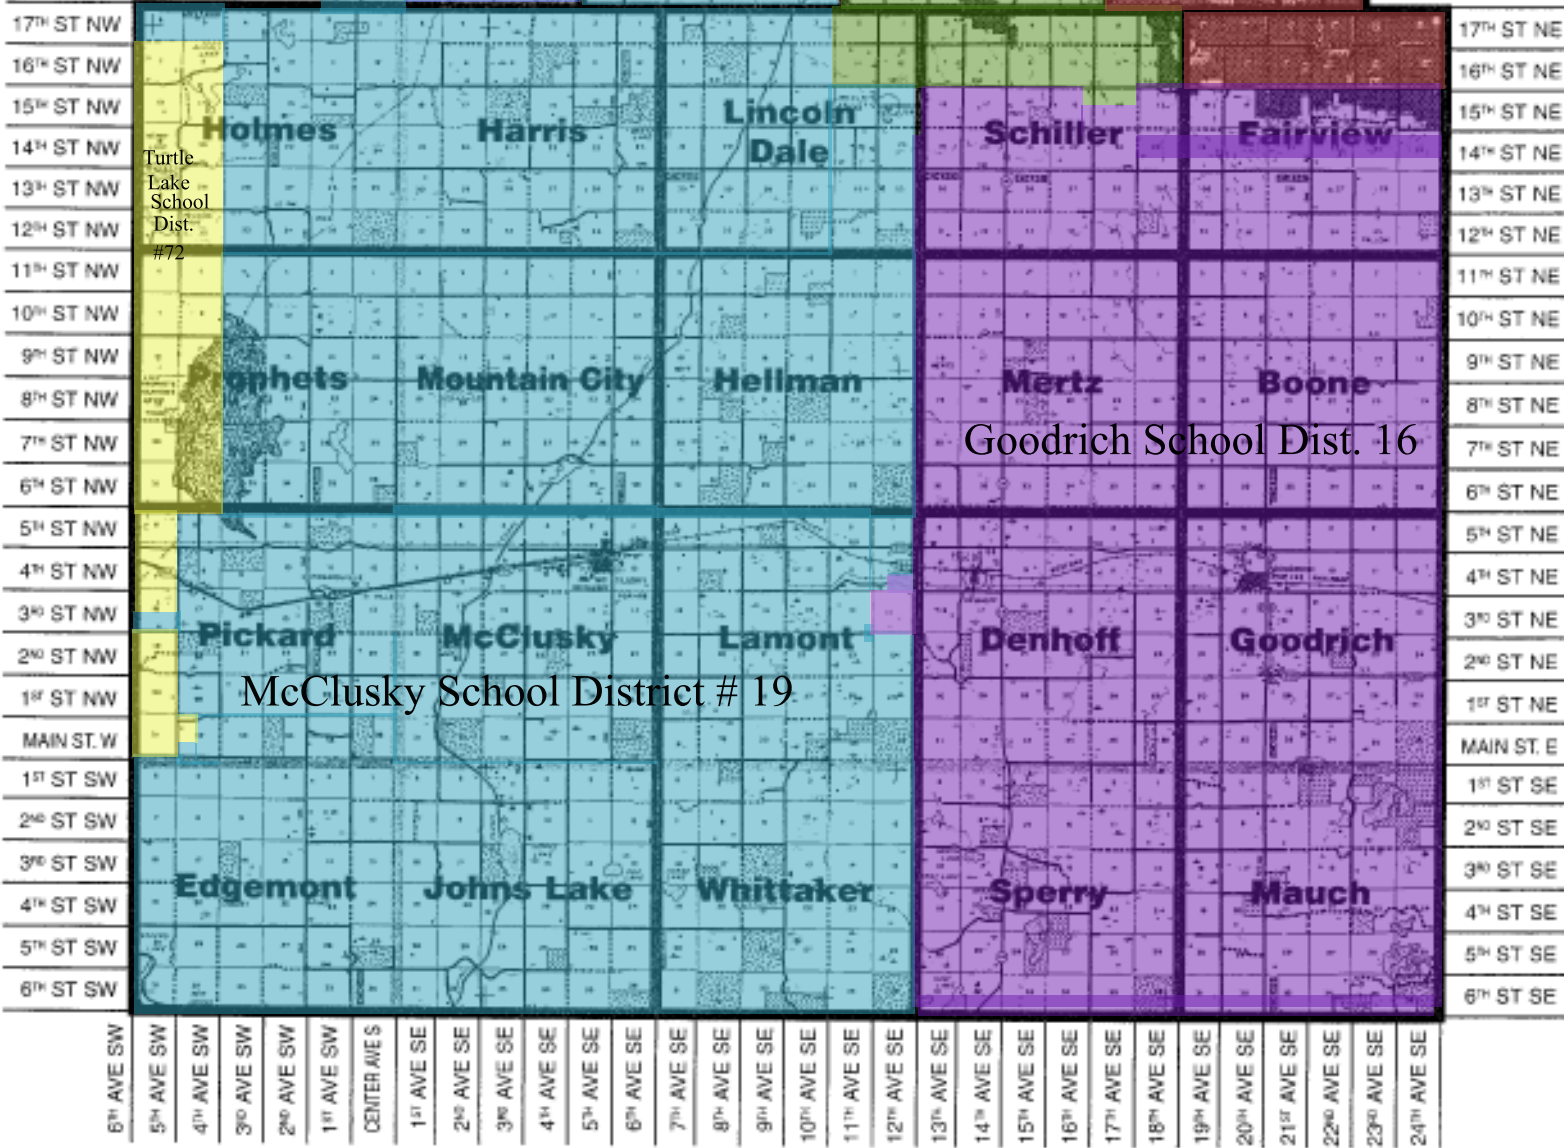 17TH ST NW
17TH ST NE
16TH ST NW
16TH ST NE
15TH ST NW
15TH ST NE
Holmes
Harris
Lincoln
Dale
Schiller
Fairview
14TH ST NW
14TH ST NE
Turtle
Lake
School
Dist.
#72
13TH ST NW
13TH ST NE
12TH ST NW
12TH ST NE
11TH ST NW
11TH ST NE
10TH ST NW
10TH ST NE
9TH ST NW
9TH ST NE
Prophets
Mountain City
Hellman
Mertz
Boone
8TH ST NW
8TH ST NE
Goodrich School Dist. 16
7TH ST NW
7TH ST NE
6TH ST NW
6TH ST NE
5TH ST NW
5TH ST NE
4TH ST NW
4TH ST NE
3RD ST NW
3RD ST NE
Pickard
McClusky
Lamont
Denhoff
Goodrich
2ND ST NW
2ND ST NE
McClusky School District # 19
1ST ST NW
1ST ST NE
MAIN ST. W
MAIN ST. E
1ST ST SW
1ST ST SE
2ND ST SW
2ND ST SE
3RD ST SW
3RD ST SE
Edgemont
Johns Lake
Whittaker
Sperry
Mauch
4TH ST SW
4TH ST SE
5TH ST SW
5TH ST SE
6TH ST SW
6TH ST SE
6TH AVE SW
5TH AVE SW
4TH AVE SW
3RD AVE SW
2ND AVE SW
1ST AVE SW
CENTER AVE S
1ST AVE SE
2ND AVE SE
3RD AVE SE
4TH AVE SE
5TH AVE SE
6TH AVE SE
7TH AVE SE
8TH AVE SE
9TH AVE SE
10TH AVE SE
11TH AVE SE
12TH AVE SE
13TH AVE SE
14TH AVE SE
15TH AVE SE
16TH AVE SE
17TH AVE SE
18TH AVE SE
19TH AVE SE
20TH AVE SE
21ST AVE SE
22ND AVE SE
23RD AVE SE
24TH AVE SE